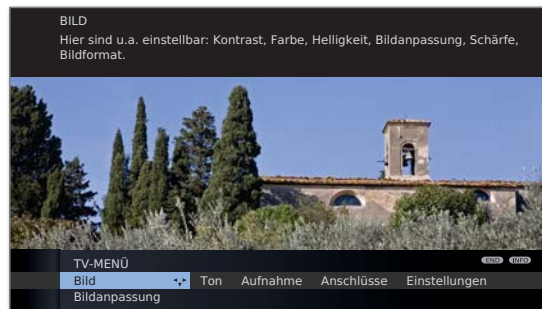 BILD
Hier sind u.a. einstellbar: Kontrast, Farbe, Helligkeit, Bildanpassung, Schärfe,
Bildformat.
TV-MENÜ END INFO
Bild Ton Aufnahme Anschlüsse Einstellungen
Bildanpassung